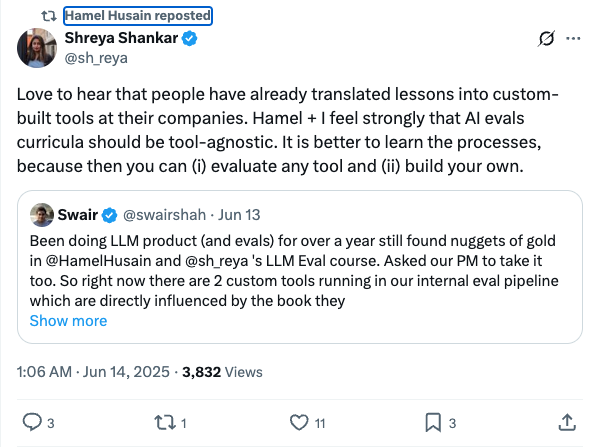 Hamel Husain reposted
Shreya Shankar
@sh_reya
Love to hear that people have already translated lessons into custom-
built tools at their companies. Hamel + I feel strongly that AI evals
curricula should be tool-agnostic. It is better to learn the processes,
because then you can (i) evaluate any tool and (ii) build your own.
Swair @swairshah · Jun 13
Been doing LLM product (and evals) for over a year still found nuggets of gold
in @HamelHusain and @sh_reya 's LLM Eval course. Asked our PM to take it
too. So right now there are 2 custom tools running in our internal eval pipeline
which are directly influenced by the book they
Show more
1:06 AM · Jun 14, 2025 · 3,832 Views
3 1 11 3